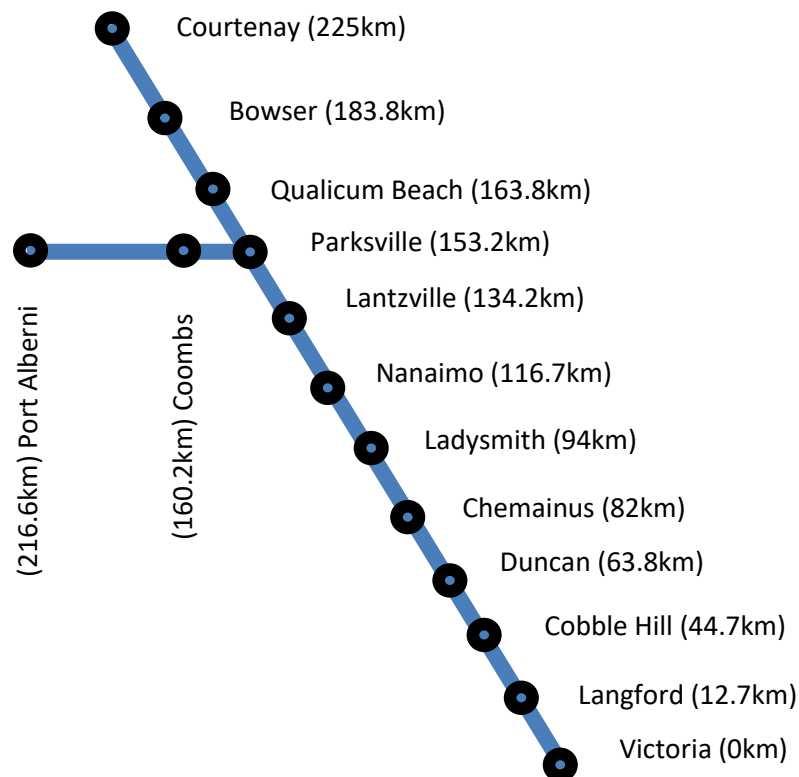 Courtenay (225km)
Bowser (183.8km)
Qualicum Beach (163.8km)
Parksville (153.2km)
Lantzville (134.2km)
Nanaimo (116.7km)
Ladysmith (94km)
Chemainus (82km)
Duncan (63.8km)
Cobble Hill (44.7km)
Langford (12.7km)
Victoria (0km)
(216.6km) Port Alberni
(160.2km) Coombs